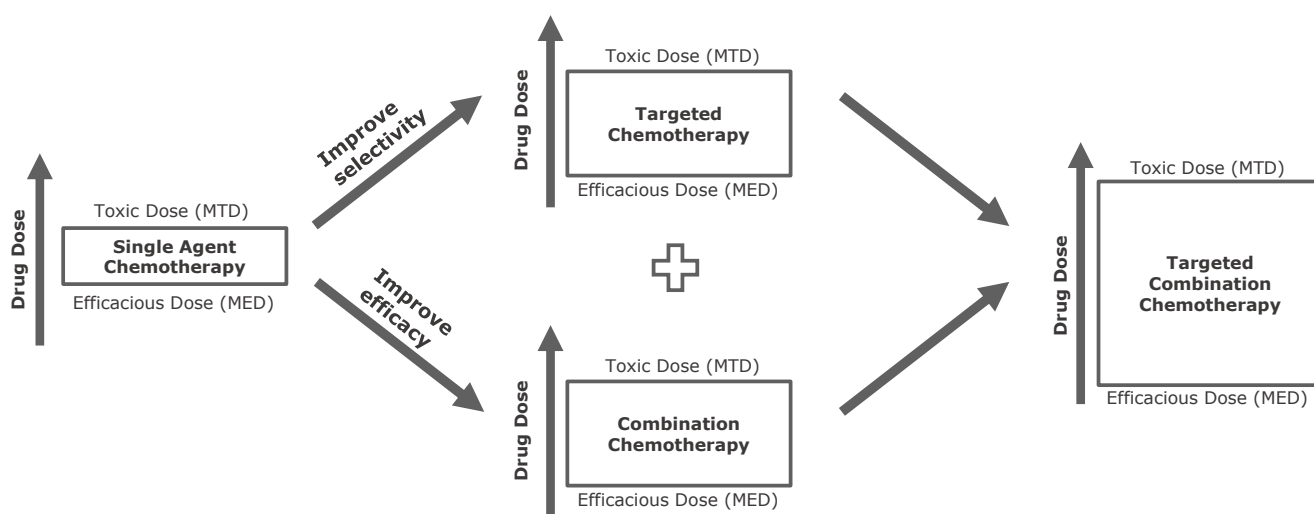 Drug Dose
Toxic Dose (MTD)
Single Agent
Chemotherapy
Efficacious Dose (MED)
Improve
selectivity
Improve
efficacy
Drug Dose
Toxic Dose (MTD)
Targeted
Chemotherapy
Efficacious Dose (MED)
Drug Dose
Toxic Dose (MTD)
Combination
Chemotherapy
Efficacious Dose (MED)
Drug Dose
Toxic Dose (MTD)
Targeted
Combination
Chemotherapy
Efficacious Dose (MED)